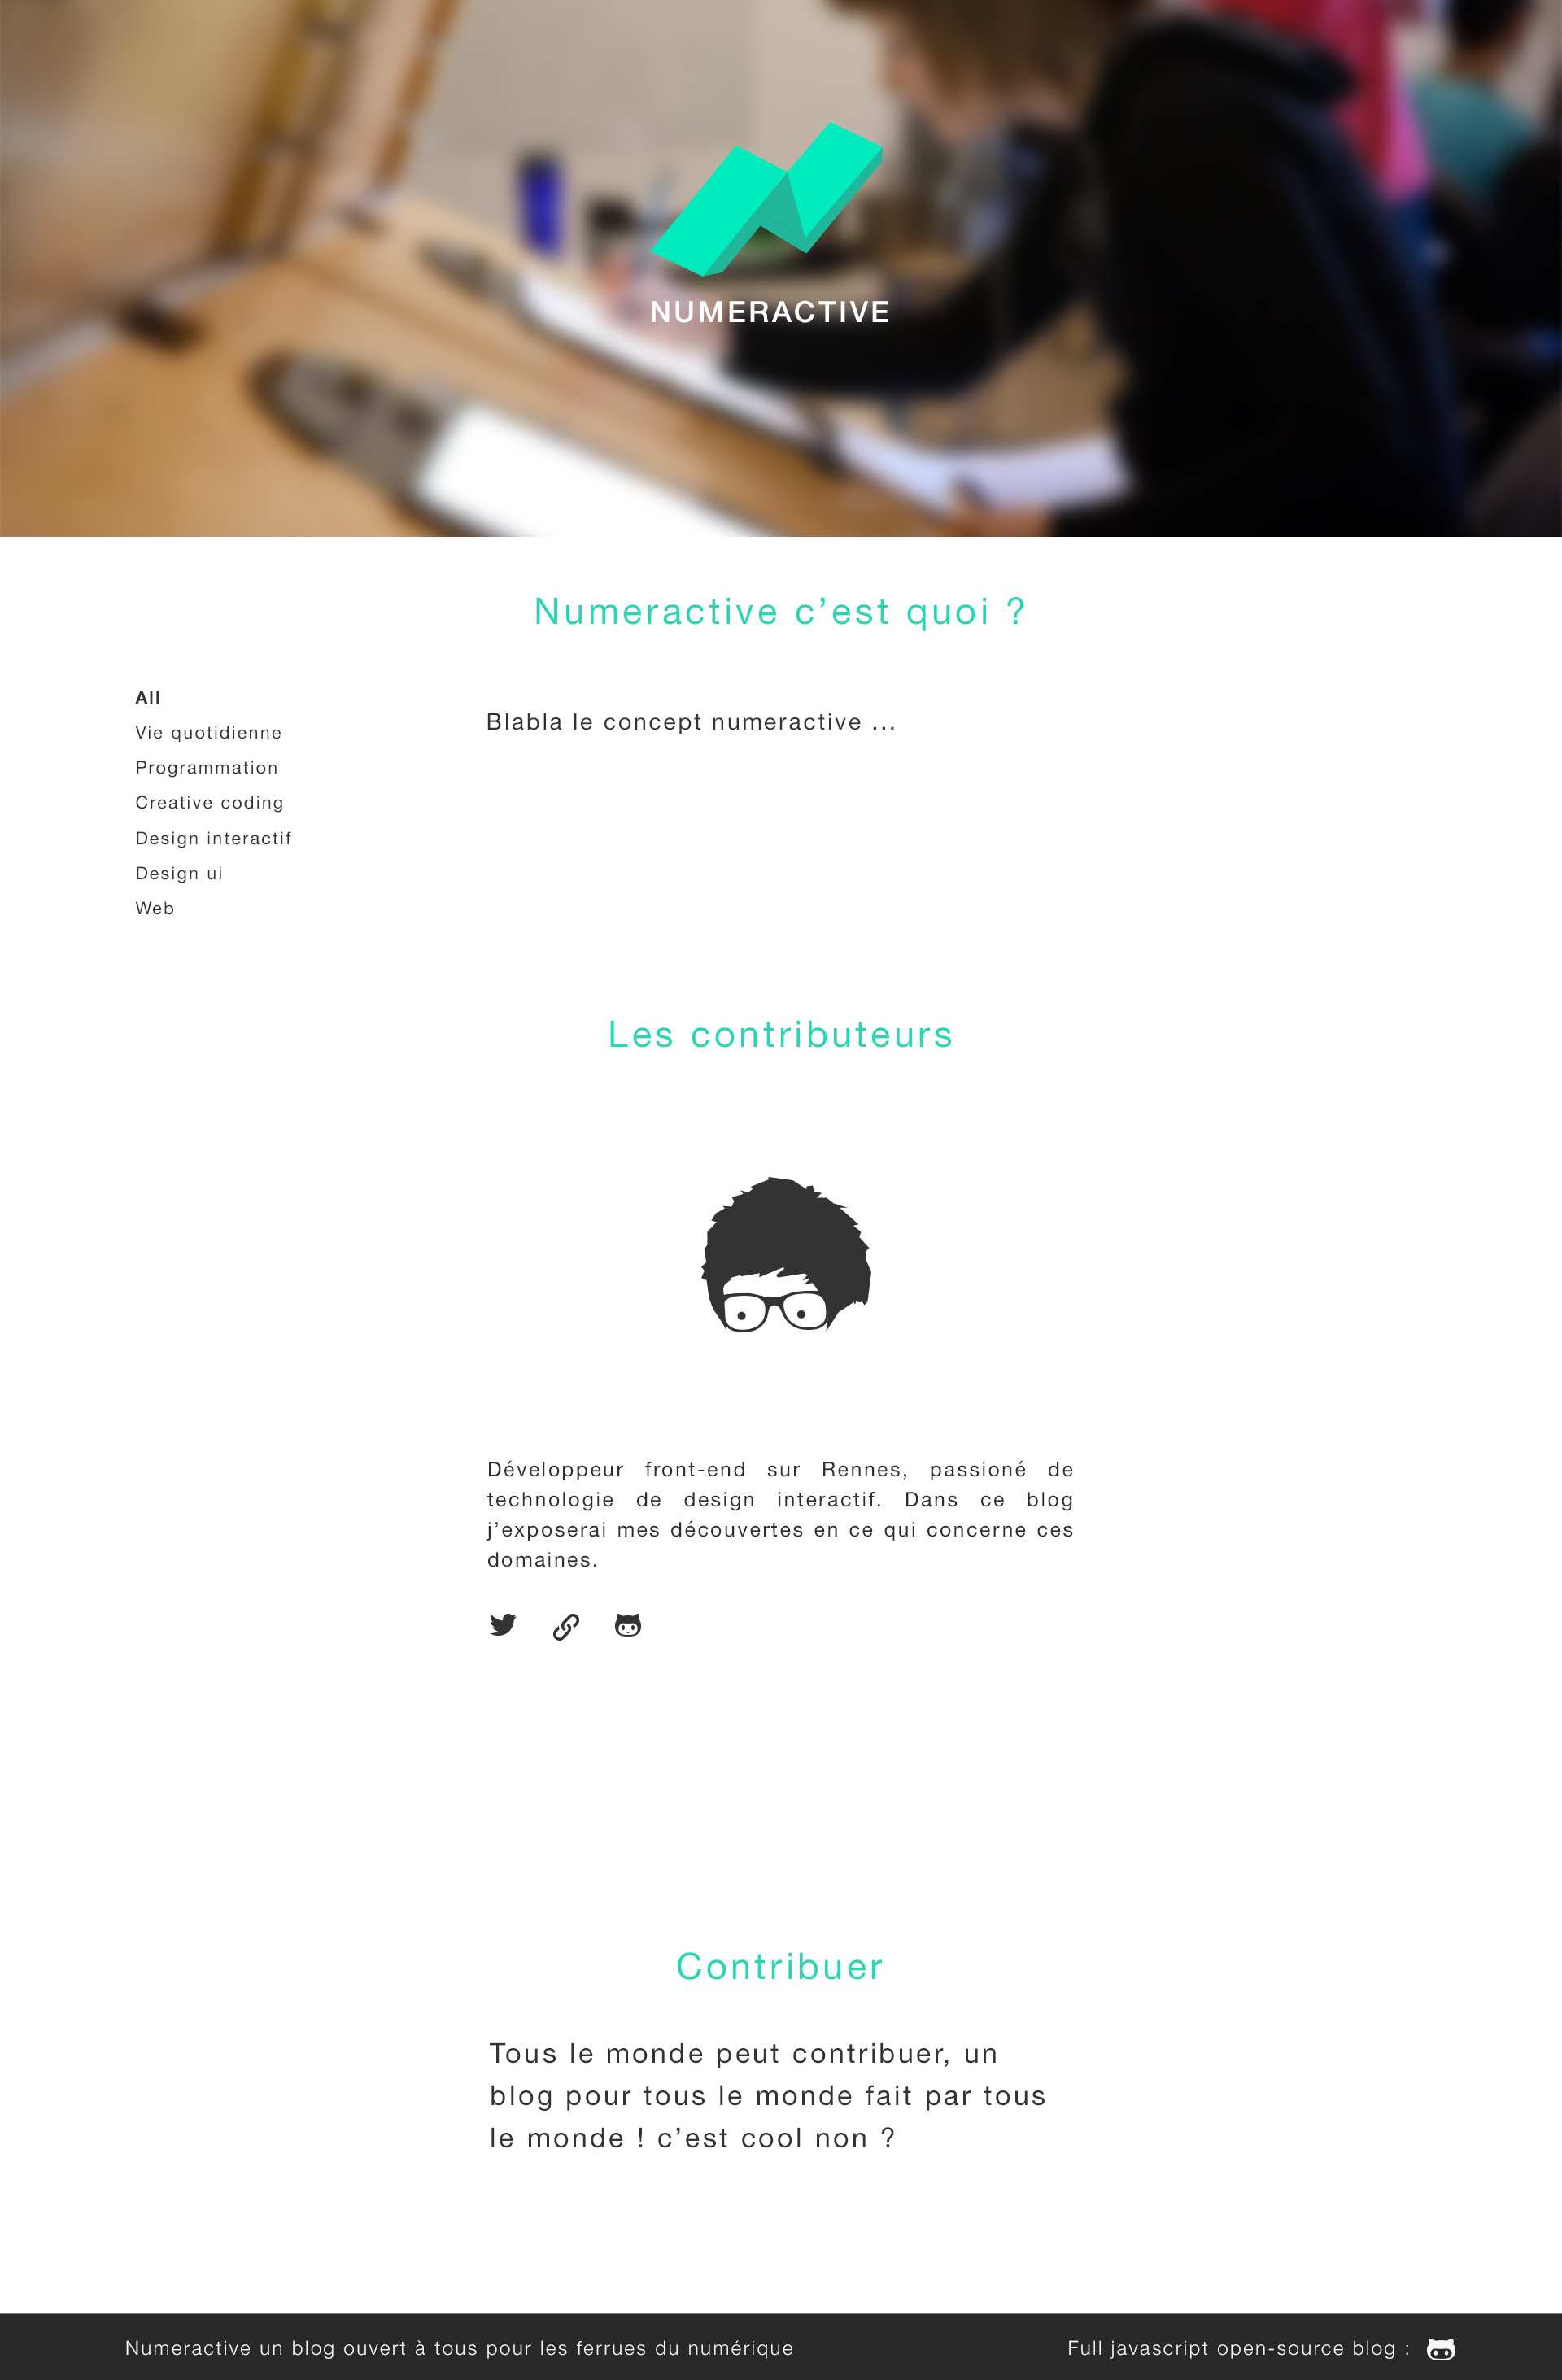 NUMERACTIVE
Numeractive c’est quoi ?
All
Vie quotidienne
Programmation
Creative coding
Design interactif
Design ui
Web
Blabla le concept numeractive ...
Les contributeurs
Développeur front-end sur Rennes, passioné de
technologie de design interactif. Dans ce blog
j’exposerai mes découvertes en ce qui concerne ces
domaines.
Contribuer
Tous le monde peut contribuer, un
blog pour tous le monde fait par tous
le monde ! c’est cool non ?
Numeractive un blog ouvert à tous pour les ferrues du numérique
Full javascript open-source blog :